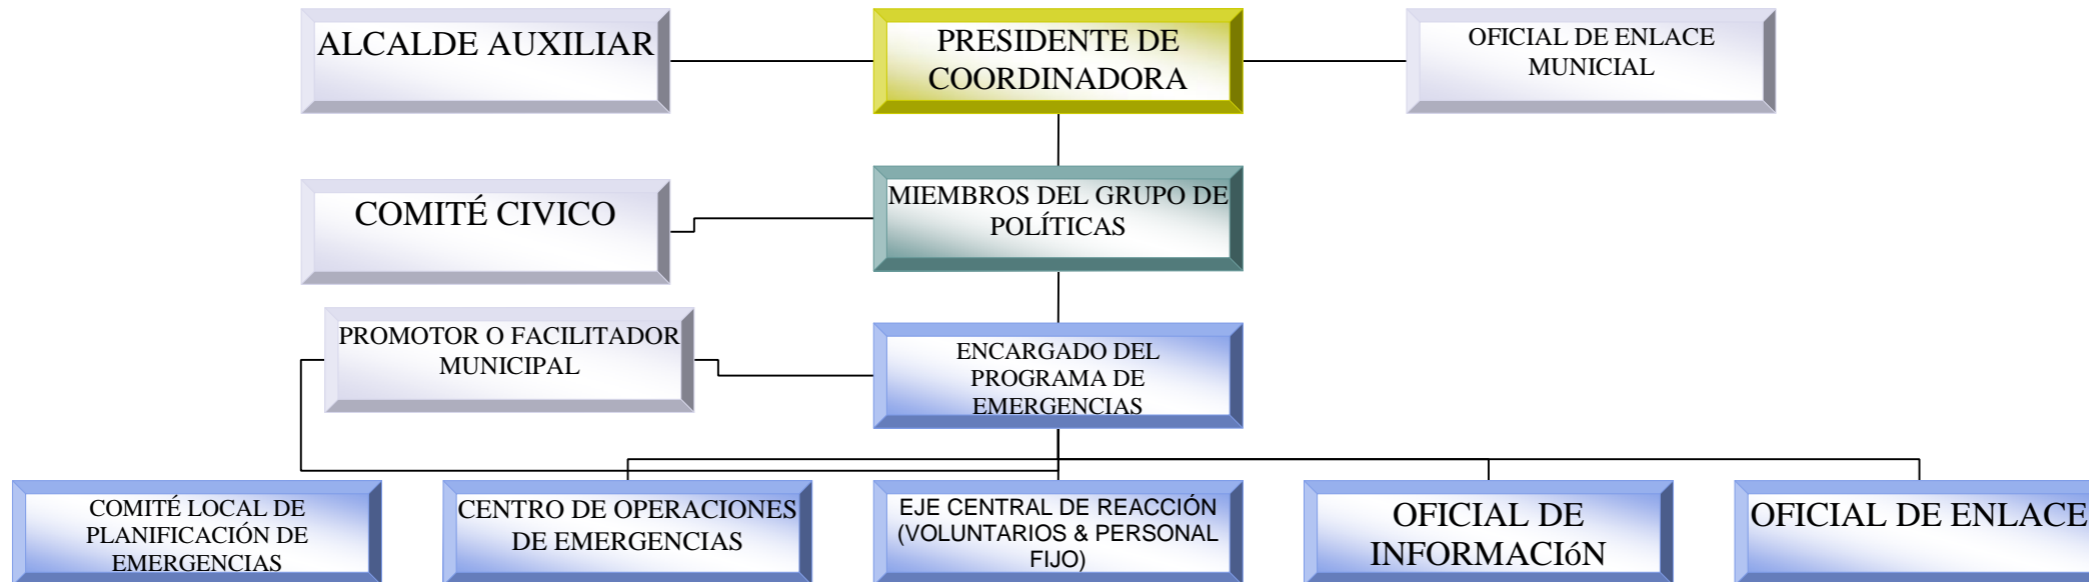 ALCALDE AUXILIAR
PRESIDENTE DE
COORDINADORA
OFICIAL DE ENLACE
MUNICIAL
COMITÉ CIVICO
MIEMBROS DEL GRUPO DE
POLÍTICAS
PROMOTOR O FACILITADOR
MUNICIPAL
ENCARGADO DEL
PROGRAMA DE
EMERGENCIAS
COMITÉ LOCAL DE
PLANIFICACIÓN DE
EMERGENCIAS
CENTRO DE OPERACIONES
DE EMERGENCIAS
EJE CENTRAL DE REACCIÓN
(VOLUNTARIOS & PERSONAL
FIJO)
OFICIAL DE
INFORMACIóN
OFICIAL DE ENLACE